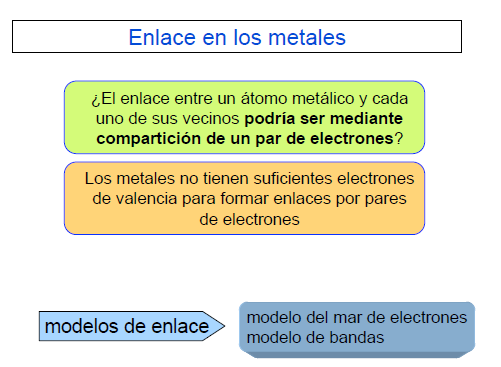 Enlace en los metales
¿El enlace entre un átomo metálico y cada
uno de sus vecinos podría ser mediante
compartición de un par de electrones?
Los metales no tienen suficientes electrones
de valencia para formar enlaces por pares
de electrones
modelos de enlace
modelo del mar de electrones
modelo de bandas